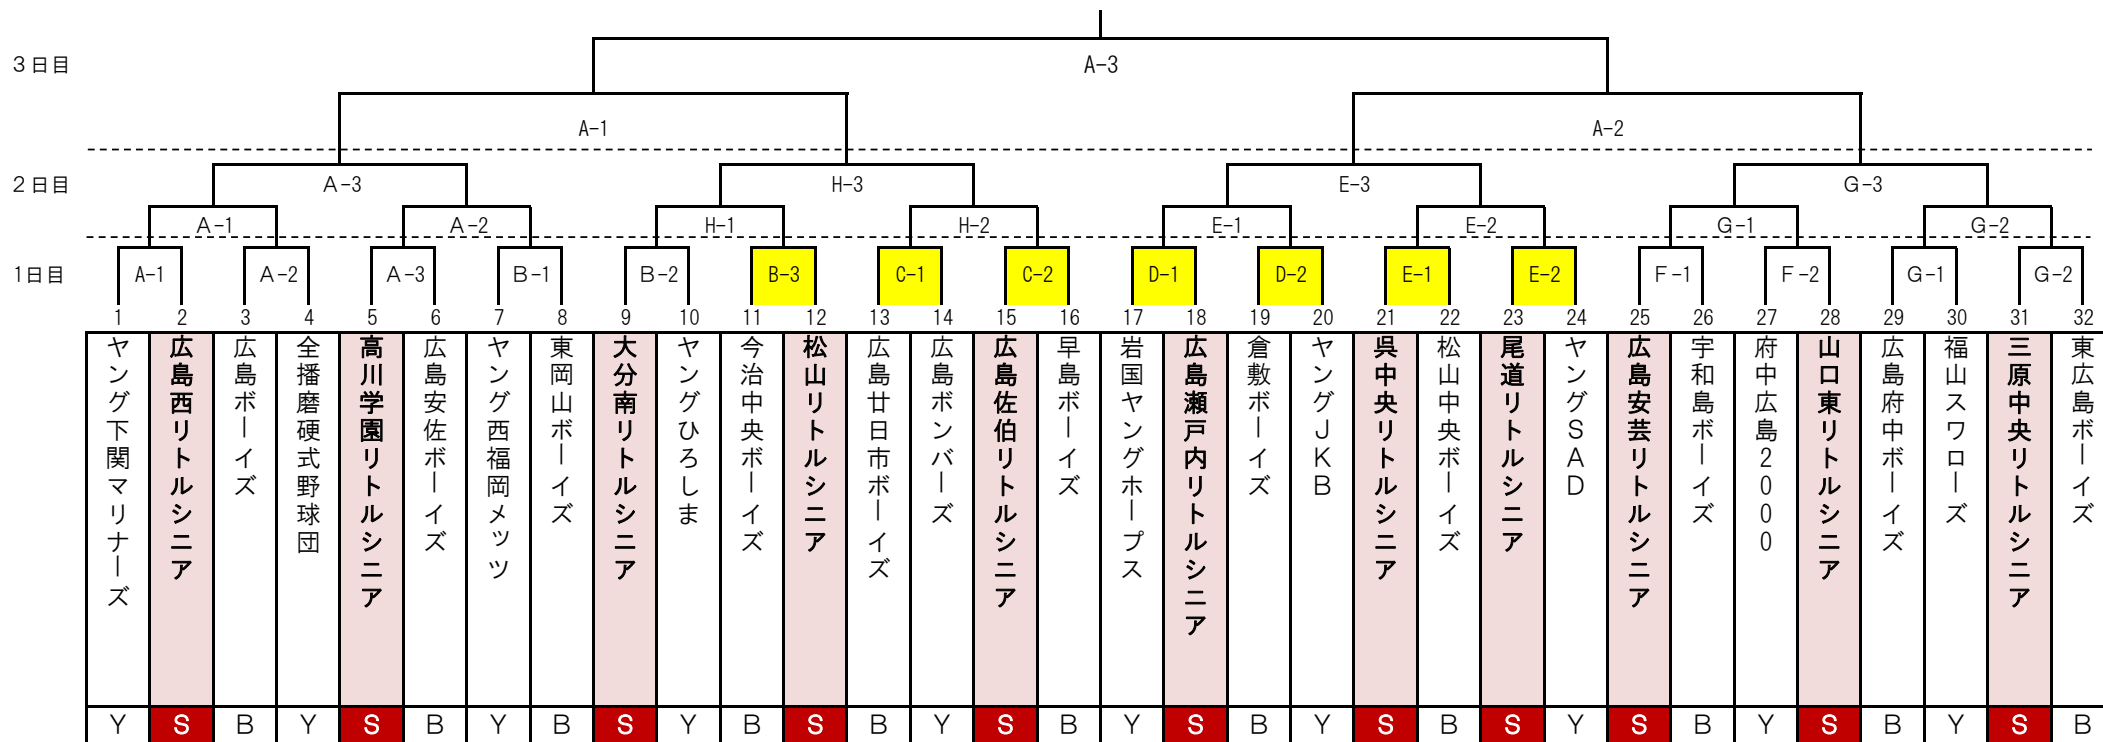 3日目
A-3
A-1
A-2
2日目
A-3
H-3
E-3
G-3
A-1
A-2
H-1
H-2
E-1
E-2
G-1
G-2
1日目
A-1
A-2
A-3
B-1
B-2
B-3
C-1
C-2
D-1
D-2
E-1
E-2
F-1
F-2
G-1
G-2
1 2 3 4 5 6 7 8 9 10 11 12 13 14 15 16 17 18 19 20 21 22 23 24 25 26 27 28 29 30 31 32
ヤング下関マリナーズ
広島西リトルシニア
広島ボーイズ
全播磨硬式野球団
高川学園リトルシニア
広島安佐ボーイズ
ヤング西福岡メッツ
東岡山ボーイズ
大分南リトルシニア
ヤングひろしま
今治中央ボーイズ
松山リトルシニア
広島廿日市ボーイズ
広島ボンバーズ
広島佐伯リトルシニア
早島ボーイズ
岩国ヤングホープス
広島瀬戸内リトルシニア
倉敷ボーイズ
ヤングJKB
呉中央リトルシニア
松山中央ボーイズ
尾道リトルシニア
ヤングSAD
広島安芸リトルシニア
宇和島ボーイズ
府中広島2000
山口東リトルシニア
広島府中ボーイズ
福山スワローズ
三原中央リトルシニア
東広島ボーイズ
Y S B Y S B Y B S Y B S B Y S B Y S B Y S B S Y S B Y S B Y S B